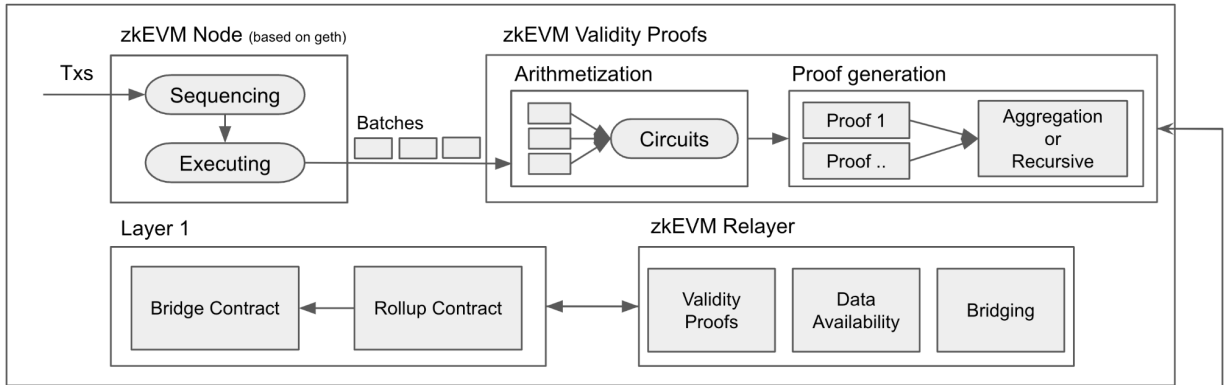 zkEVM Node (based on geth)
zkEVM Validity Proofs
Txs
Sequencing
Executing
Batches
Arithmetization
Circuits
Proof generation
Proof 1
Proof ..
Aggregation
or
Recursive
Layer 1
Bridge Contract
Rollup Contract
zkEVM Relayer
Validity
Proofs
Data
Availability
Bridging